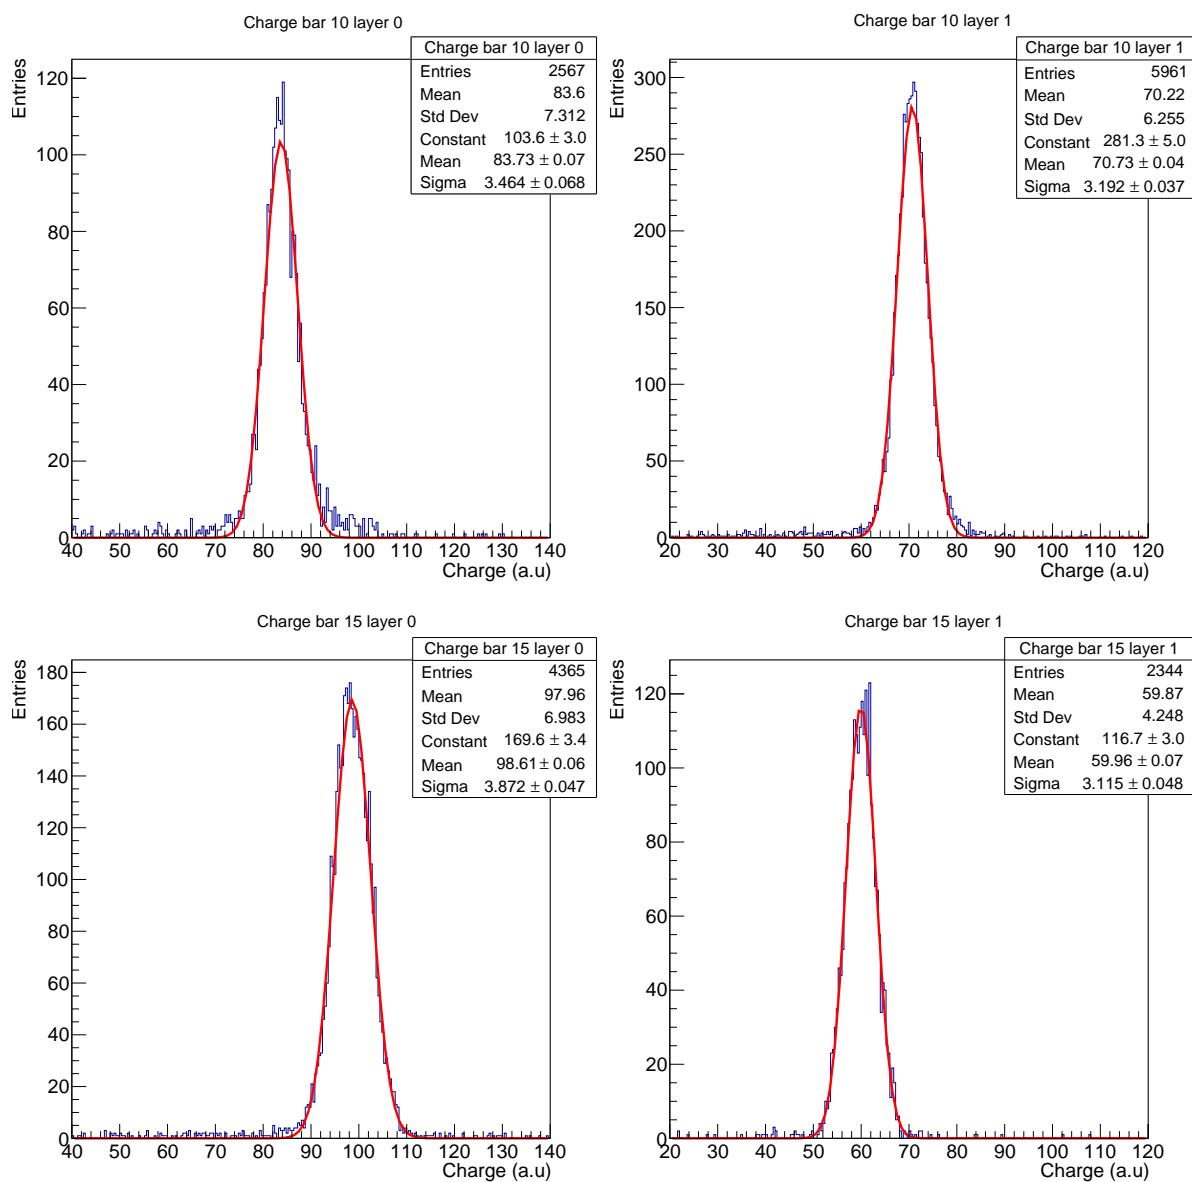 Charge bar 10 layer 0
Entries
Charge bar 10 layer 0
Entries 2567
Mean 83.6
Std Dev 7.312
Constant 103.6 ± 3.0
Mean 83.73 ± 0.07
Sigma 3.464 ± 0.068
120
100
80
60
40
20
0
40 50 60 70 80 90 100 110 120 130 140
Charge (a.u)
Charge bar 10 layer 1
Entries
Charge bar 10 layer 1
Entries 5961
Mean 70.22
Std Dev 6.255
Constant 281.3 ± 5.0
Mean 70.73 ± 0.04
Sigma 3.192 ± 0.037
300
250
200
150
100
50
0
20 30 40 50 60 70 80 90 100 110 120
Charge (a.u)
Charge bar 15 layer 0
Entries
Charge bar 15 layer 0
Entries 4365
Mean 97.96
Std Dev 6.983
Constant 169.6 ± 3.4
Mean 98.61 ± 0.06
Sigma 3.872 ± 0.047
180
160
140
120
100
80
60
40
20
0
40 50 60 70 80 90 100 110 120 130 140
Charge (a.u)
Charge bar 15 layer 1
Entries
Charge bar 15 layer 1
Entries 2344
Mean 59.87
Std Dev 4.248
Constant 116.7 ± 3.0
Mean 59.96 ± 0.07
Sigma 3.115 ± 0.048
120
100
80
60
40
20
0
20 30 40 50 60 70 80 90 100 110 120
Charge (a.u)